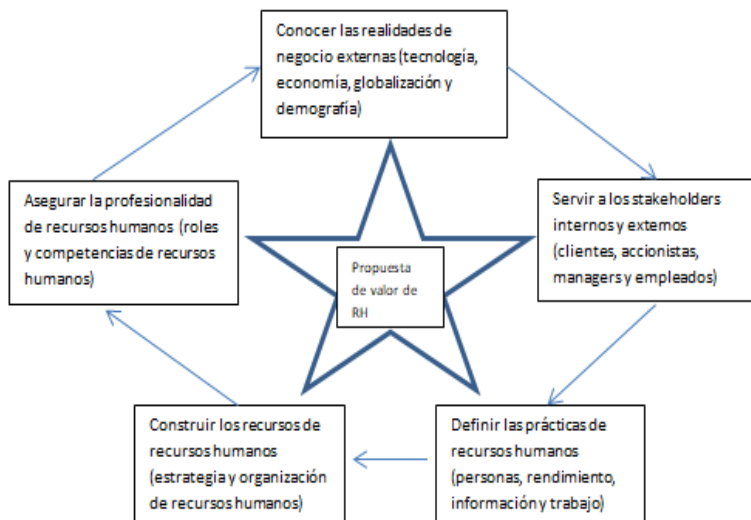 Conocer las realidades de
negocio externas (tecnología,
economía, globalización y
demografía)
Servir a los stakeholders
internos y externos
(clientes, accionistas,
managers y empleados)
Definir las prácticas de
recursos humanos
(personas, rendimiento,
información y trabajo)
Construir los recursos de
recursos humanos
(estrategia y organización
de recursos humanos)
Asegurar la profesionalidad
de recursos humanos (roles
y competencias de recursos
humanos)
Propuesta
de valor de
RH